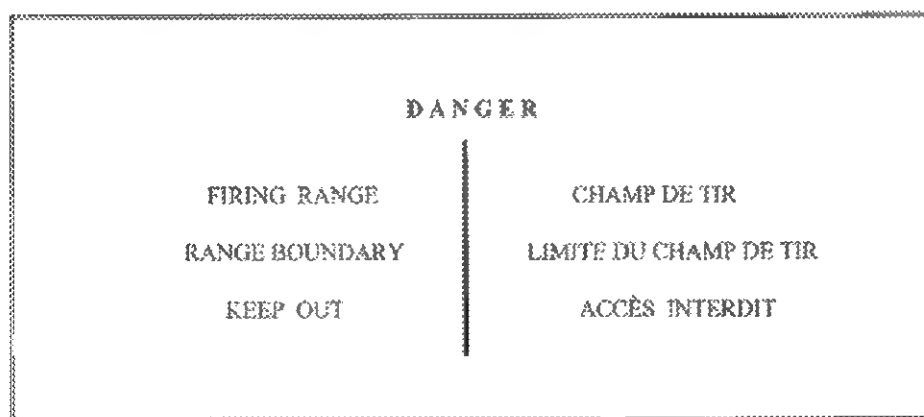 DANGER
FIRING RANGE
RANGE BOUNDARY
KEEP OUT
CHAMP DE TIR
LIMITE DU CHAMP DE TIR
ACCÈS INTERDIT